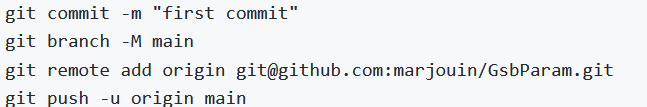 git commit -m "first commit"
git branch -M main
git remote add origin git@github.com:marjouin/GsbParam.git
git push -u origin main